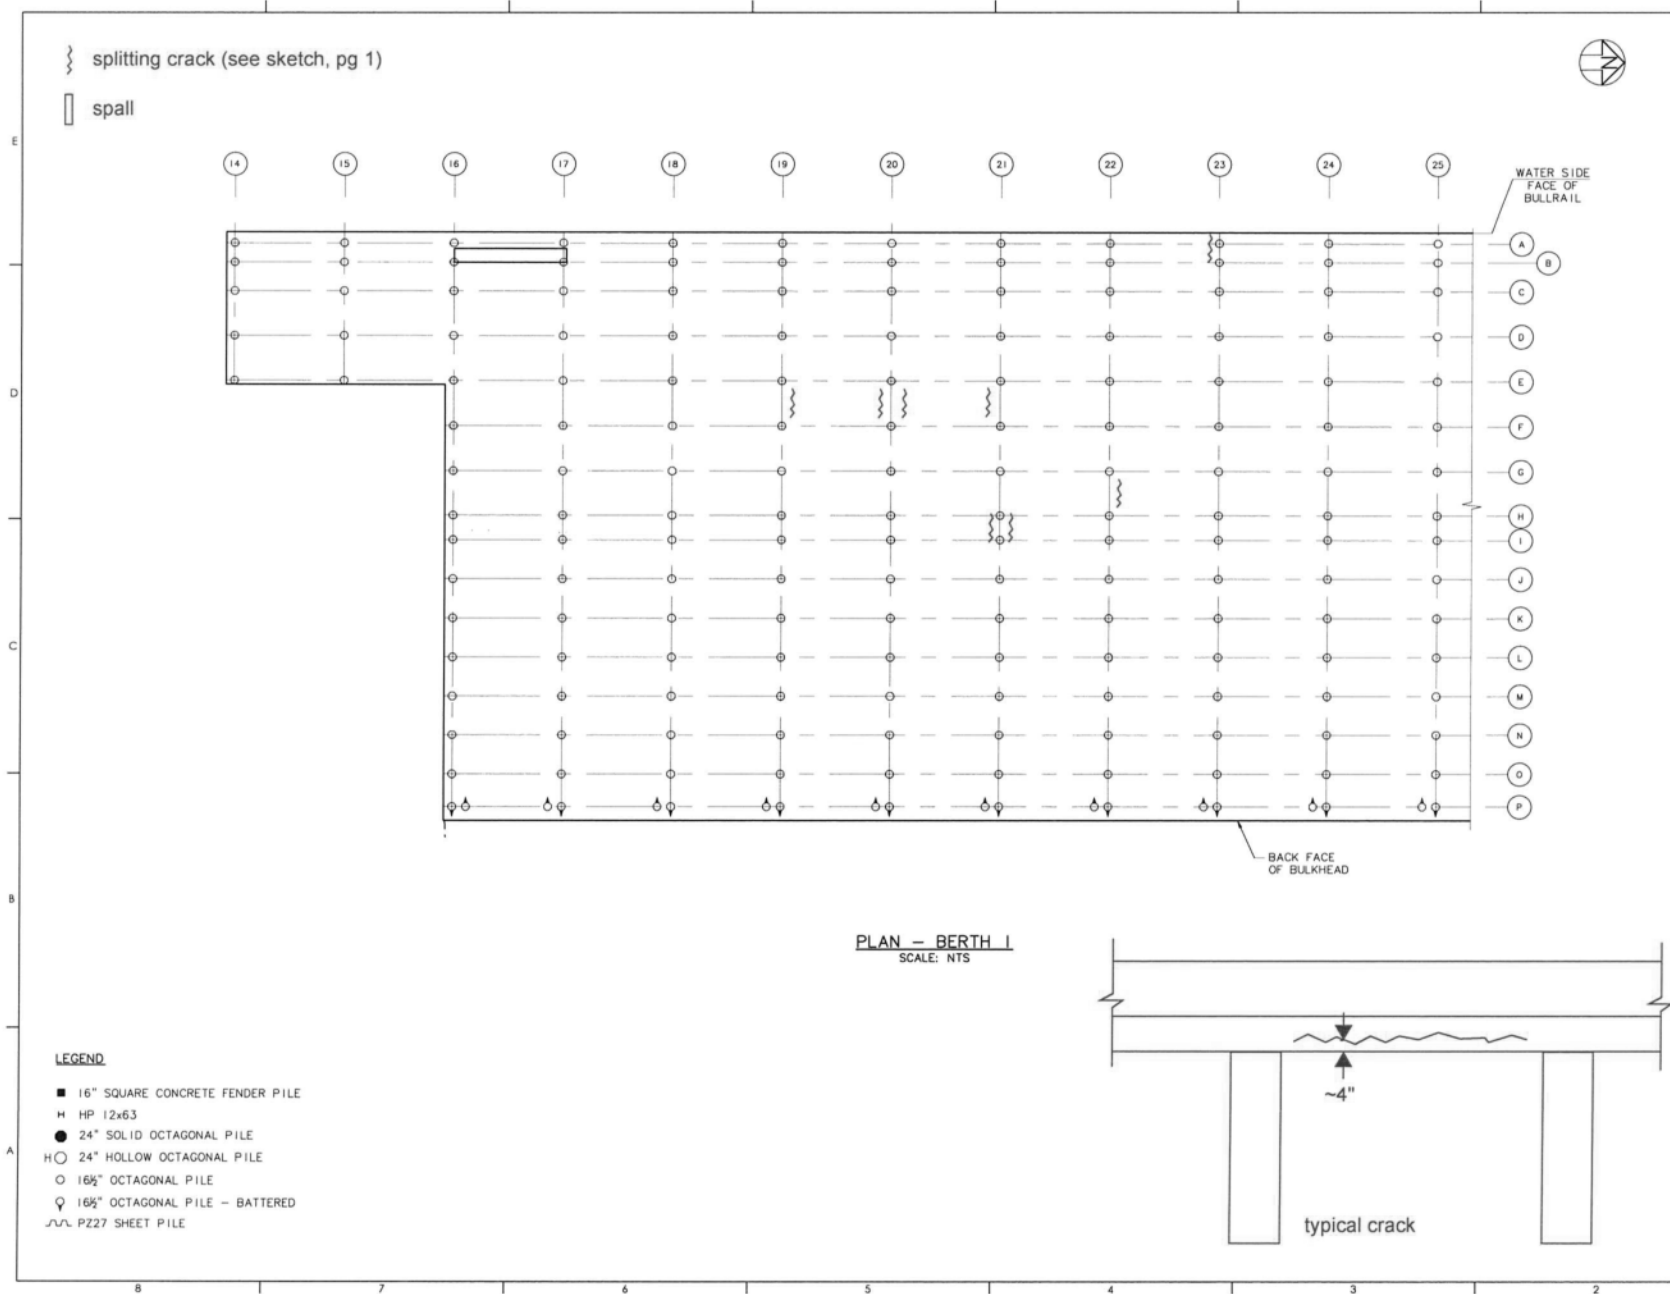 splitting crack (see sketch, pg 1)
spall
N
E
14 15 16 17 18 19 20 21 22 23 24 25
WATER SIDE
FACE OF
BULLRAIL
A
B
C
D
D
E
F
G
H
I
J
K
C
L
M
N
O
P
BACK FACE
OF BULKHEAD
B
PLAN - BERTH 1
SCALE: NTS
LEGEND
■ 16" SQUARE CONCRETE FENDER PILE
H HP 12x63
24" SOLID OCTAGONAL PILE
H 24" HOLLOW OCTAGONAL PILE
16½" OCTAGONAL PILE
16½" OCTAGONAL PILE - BATTERED
PZ27 SHEET PILE
A
~4"
typical crack
8 7 6 5 4 3 2